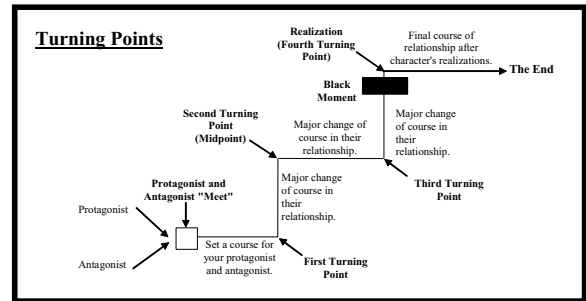 Turning Points
Realization
(Fourth Turning
Point)
Final course of
relationship after
character's realizations.
The End
Black
Moment
Second Turning
Point
(Midpoint)
Major change of
course in their
relationship.
Major change
of course in
their
relationship.
Third Turning
Point
Protagonist and
Antagonist "Meet"
Major change
of course in
their
relationship.
Protagonist
Antagonist
Set a course for
your protagonist
and antagonist.
First Turning
Point